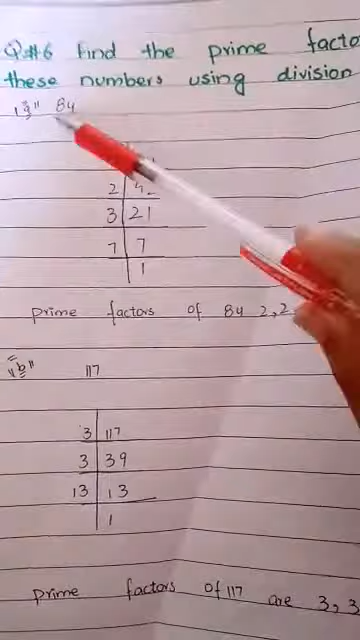 Q#6 find the prime facto
these numbers using division
"a" 84
2
3 21
7 7
1
prime factors of 84 2,2
"b" 117
3 117
3 39
13 13
1
prime factors of 117 are 3,3